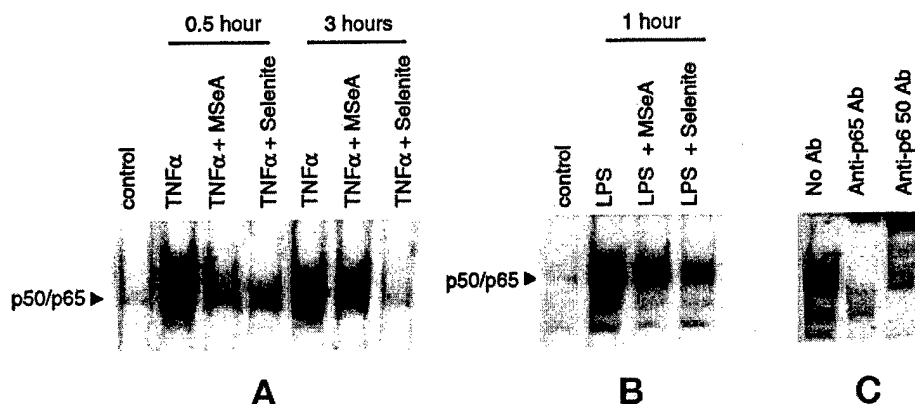 0.5 hour
3 hours
control
TNFα
TNFα + MSeA
TNFα + Selenite
TNFα
TNFα + MSeA
TNFα + Selenite
p50/p65
A
1 hour
control
LPS
LPS + MSeA
LPS + Selenite
p50/p65
B
No Ab
Anti-p65 Ab
Anti-p6 50 Ab
C